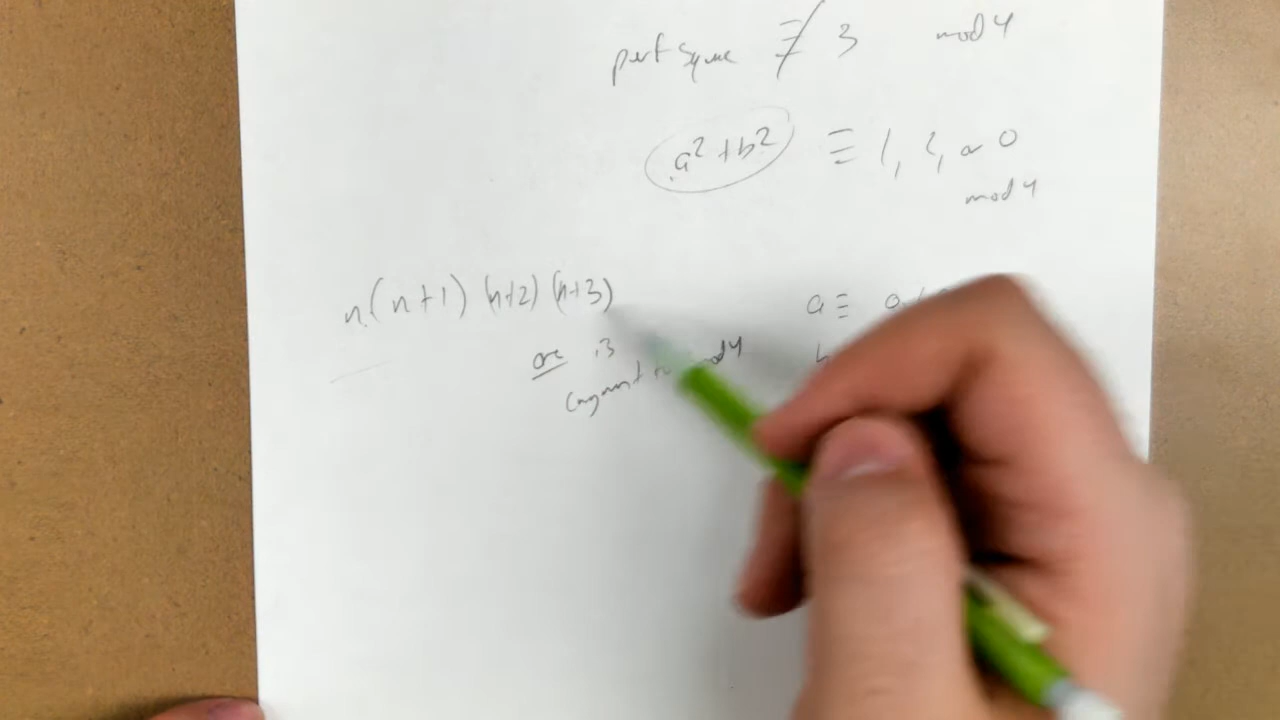 perf square ≢ 3 mod 4
a²+b² ≡ 1, 2, or 0
mod 4
n(n+1)(n+2)(n+3)
a ≡
one is mod 4